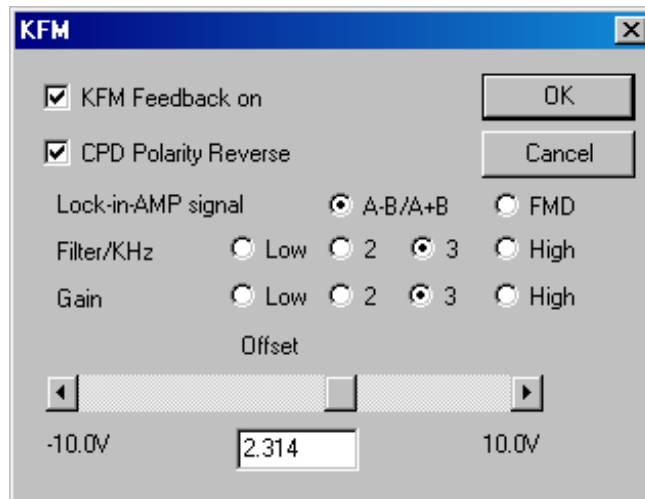 KFM
KFM Feedback on
OK
CPD Polarity Reverse
Cancel
Lock-in-AMP signal A-B/A+B FMD
Filter/KHz Low 2 3 High
Gain Low 2 3 High
Offset
-10.0V 2.314 10.0V